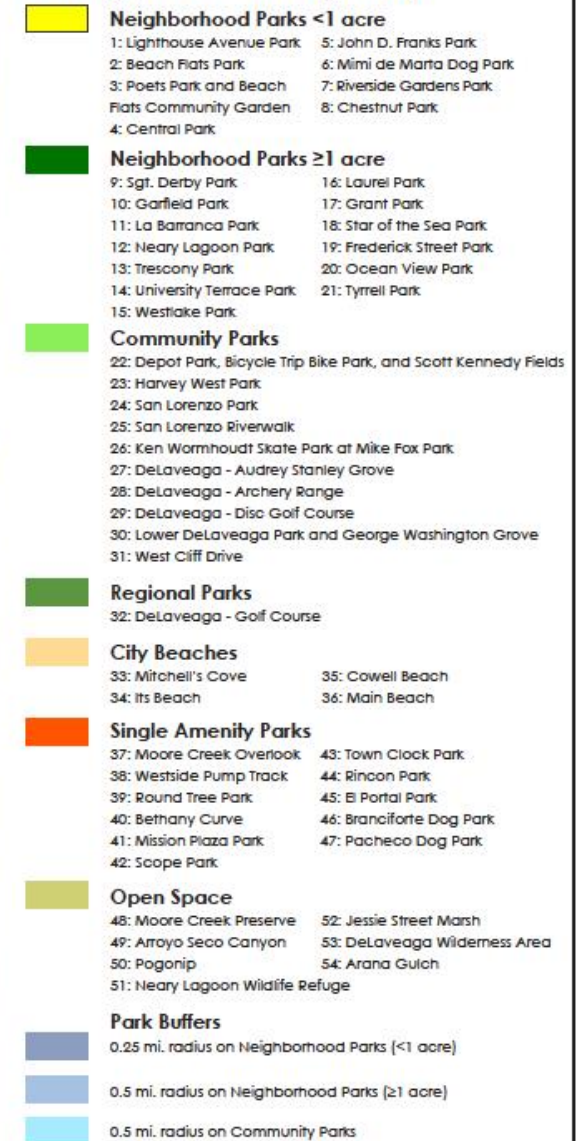 Neighborhood Parks <1 acre
1: Lighthouse Avenue Park 5: John D. Franks Park
2: Beach Flats Park 6: Mimi de Marta Dog Park
3: Poets Park and Beach 7: Riverside Gardens Park
Flats Community Garden 8: Chestnut Park
4: Central Park
Neighborhood Parks ≥1 acre
9: Sgt. Derby Park 16: Laurel Park
10: Garfield Park 17: Grant Park
11: La Barranca Park 18: Star of the Sea Park
12: Neary Lagoon Park 19: Frederick Street Park
13: Trescony Park 20: Ocean View Park
14: University Terrace Park 21: Tyrrell Park
15: Westlake Park
Community Parks
22: Depot Park, Bicycle Trip Bike Park, and Scott Kennedy Fields
23: Harvey West Park
24: San Lorenzo Park
25: San Lorenzo Riverwalk
26: Ken Wormhoudt Skate Park at Mike Fox Park
27: DeLaveaga - Audrey Stanley Grove
28: DeLaveaga - Archery Range
29: DeLaveaga - Disc Golf Course
30: Lower DeLaveaga Park and George Washington Grove
31: West Cliff Drive
Regional Parks
32: DeLaveaga - Golf Course
City Beaches
33: Mitchell's Cove 35: Cowell Beach
34: Its Beach 36: Main Beach
Single Amenity Parks
37: Moore Creek Overlook 43: Town Clock Park
38: Westside Pump Track 44: Rincon Park
39: Round Tree Park 45: El Portal Park
40: Bethany Curve 46: Branciforte Dog Park
41: Mission Plaza Park 47: Pacheco Dog Park
42: Scope Park
Open Space
48: Moore Creek Preserve 52: Jessie Street Marsh
49: Arroyo Seco Canyon 53: DeLaveaga Wilderness Area
50: Pogonip 54: Arana Gulch
51: Neary Lagoon Wildlife Refuge
Park Buffers
0.25 mi. radius on Neighborhood Parks (<1 acre)
0.5 mi. radius on Neighborhood Parks (≥1 acre)
0.5 mi. radius on Community Parks